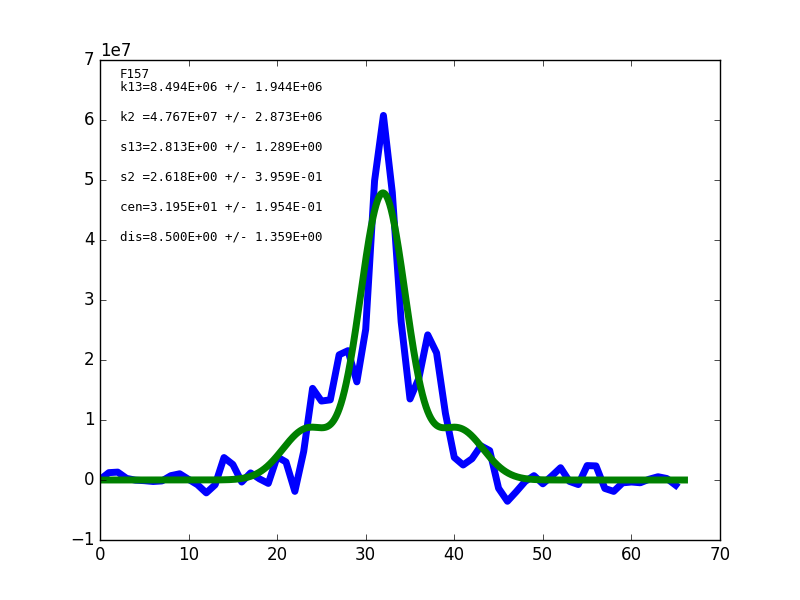 1e7
F157
k13=8.494E+06 +/- 1.944E+06
k2 =4.767E+07 +/- 2.873E+06
s13=2.813E+00 +/- 1.289E+00
s2 =2.618E+00 +/- 3.959E-01
cen=3.195E+01 +/- 1.954E-01
dis=8.500E+00 +/- 1.359E+00
7
6
5
4
3
2
1
0
−1
0 10 20 30 40 50 60 70